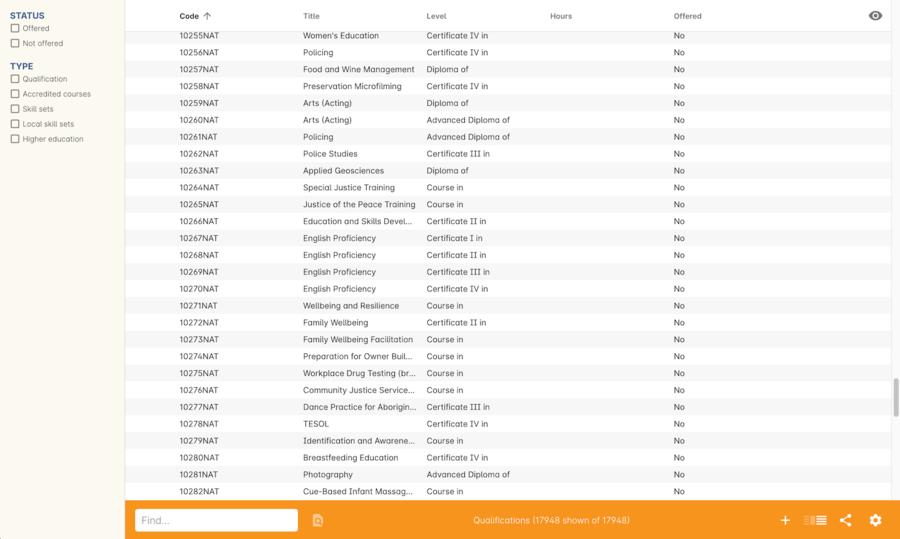 STATUS
Offered
Not offered
TYPE
Qualification
Accredited courses
Skill sets
Local skill sets
Higher education
Code Title Level Hours Offered
10255NAT Women's Education Certificate IV in No
10256NAT Policing Certificate IV in No
10257NAT Food and Wine Management Diploma of No
10258NAT Preservation Microfilming Certificate IV in No
10259NAT Arts (Acting) Diploma of No
10260NAT Arts (Acting) Advanced Diploma of No
10261NAT Policing Advanced Diploma of No
10262NAT Police Studies Certificate III in No
10263NAT Applied Geosciences Diploma of No
10264NAT Special Justice Training Course in No
10265NAT Justice of the Peace Training Course in No
10266NAT Education and Skills Devel... Certificate II in No
10267NAT English Proficiency Certificate I in No
10268NAT English Proficiency Certificate II in No
10269NAT English Proficiency Certificate III in No
10270NAT English Proficiency Certificate IV in No
10271NAT Wellbeing and Resilience Course in No
10272NAT Family Wellbeing Certificate II in No
10273NAT Family Wellbeing Facilitation Course in No
10274NAT Preparation for Owner Buil... Course in No
10275NAT Workplace Drug Testing (br... Course in No
10276NAT Community Justice Service... Course in No
10277NAT Dance Practice for Aborigin... Certificate III in No
10278NAT TESOL Certificate IV in No
10279NAT Identification and Awarene... Course in No
10280NAT Breastfeeding Education Certificate IV in No
10281NAT Photography Advanced Diploma of No
10282NAT Cue-Based Infant Massag... Course in No
Find... Qualifications (17948 shown of 17948)